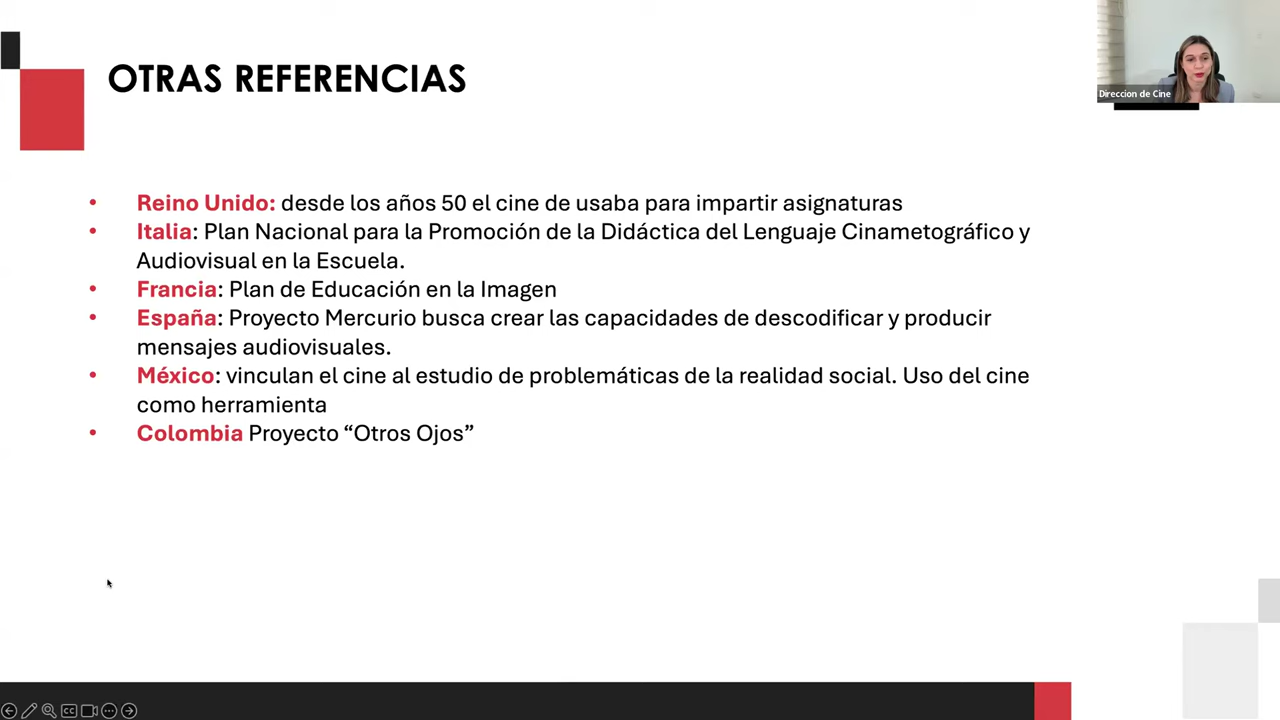 OTRAS REFERENCIAS
Direccion de Cine
• Reino Unido: desde los años 50 el cine de usaba para impartir asignaturas
• Italia: Plan Nacional para la Promoción de la Didáctica del Lenguaje Cinametográfico y
Audiovisual en la Escuela.
• Francia: Plan de Educación en la Imagen
• España: Proyecto Mercurio busca crear las capacidades de descodificar y producir
mensajes audiovisuales.
• México: vinculan el cine al estudio de problemáticas de la realidad social. Uso del cine
como herramienta
• Colombia Proyecto “Otros Ojos”
CC